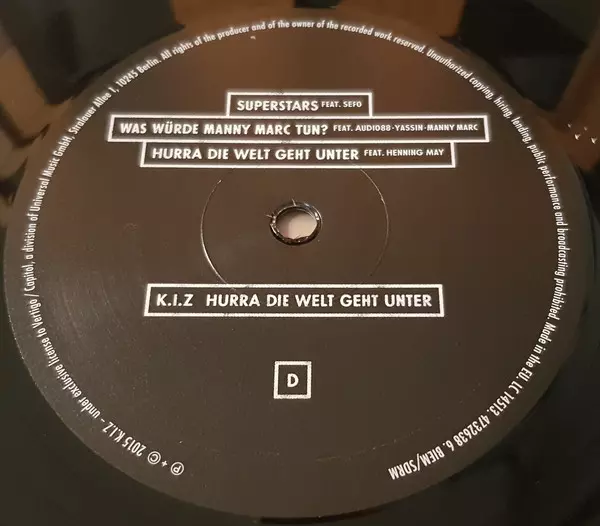 SUPERSTARS FEAT. SEFO
WAS WÜRDE MANNY MARC TUN? FEAT. AUDIO88-YASSIN-MANNY MARC
HURRA DIE WELT GEHT UNTER FEAT. HENNING MAY
K.I.Z HURRA DIE WELT GEHT UNTER
D
℗ + © 2015 K.I.Z - under exclusive license to Vertigo / Capitol, a division of Universal Music GmbH, Stralauer Allee 1, 10245 Berlin. All rights of the producer and of the owner of the recorded work reserved. Unauthorized copying, hiring, lending, public performance and broadcasting prohibited. Made in the EU. LC 14513. 4732638 6. BIEM/SDRM